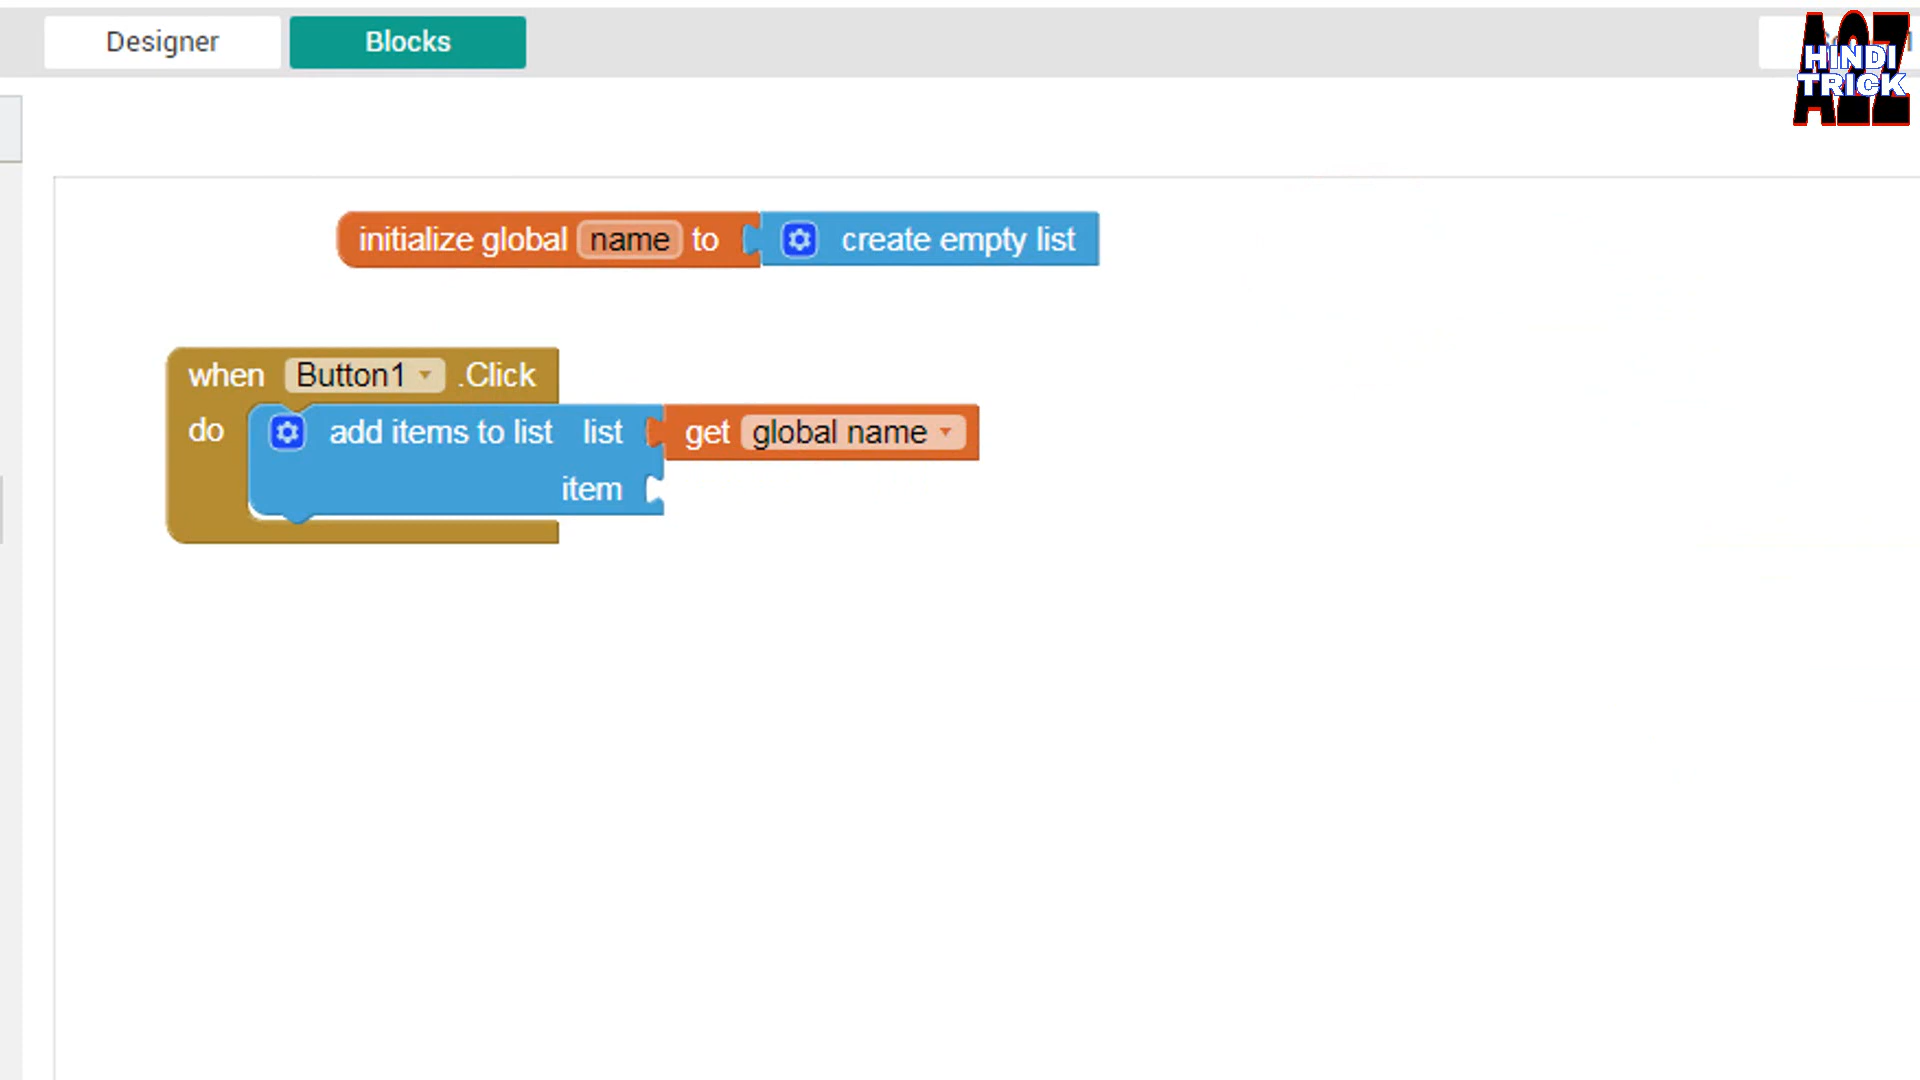 Designer
Blocks
A2Z
HINDI
TRICK
initialize global name to create empty list
when Button1 .Click
do add items to list list get global name
item